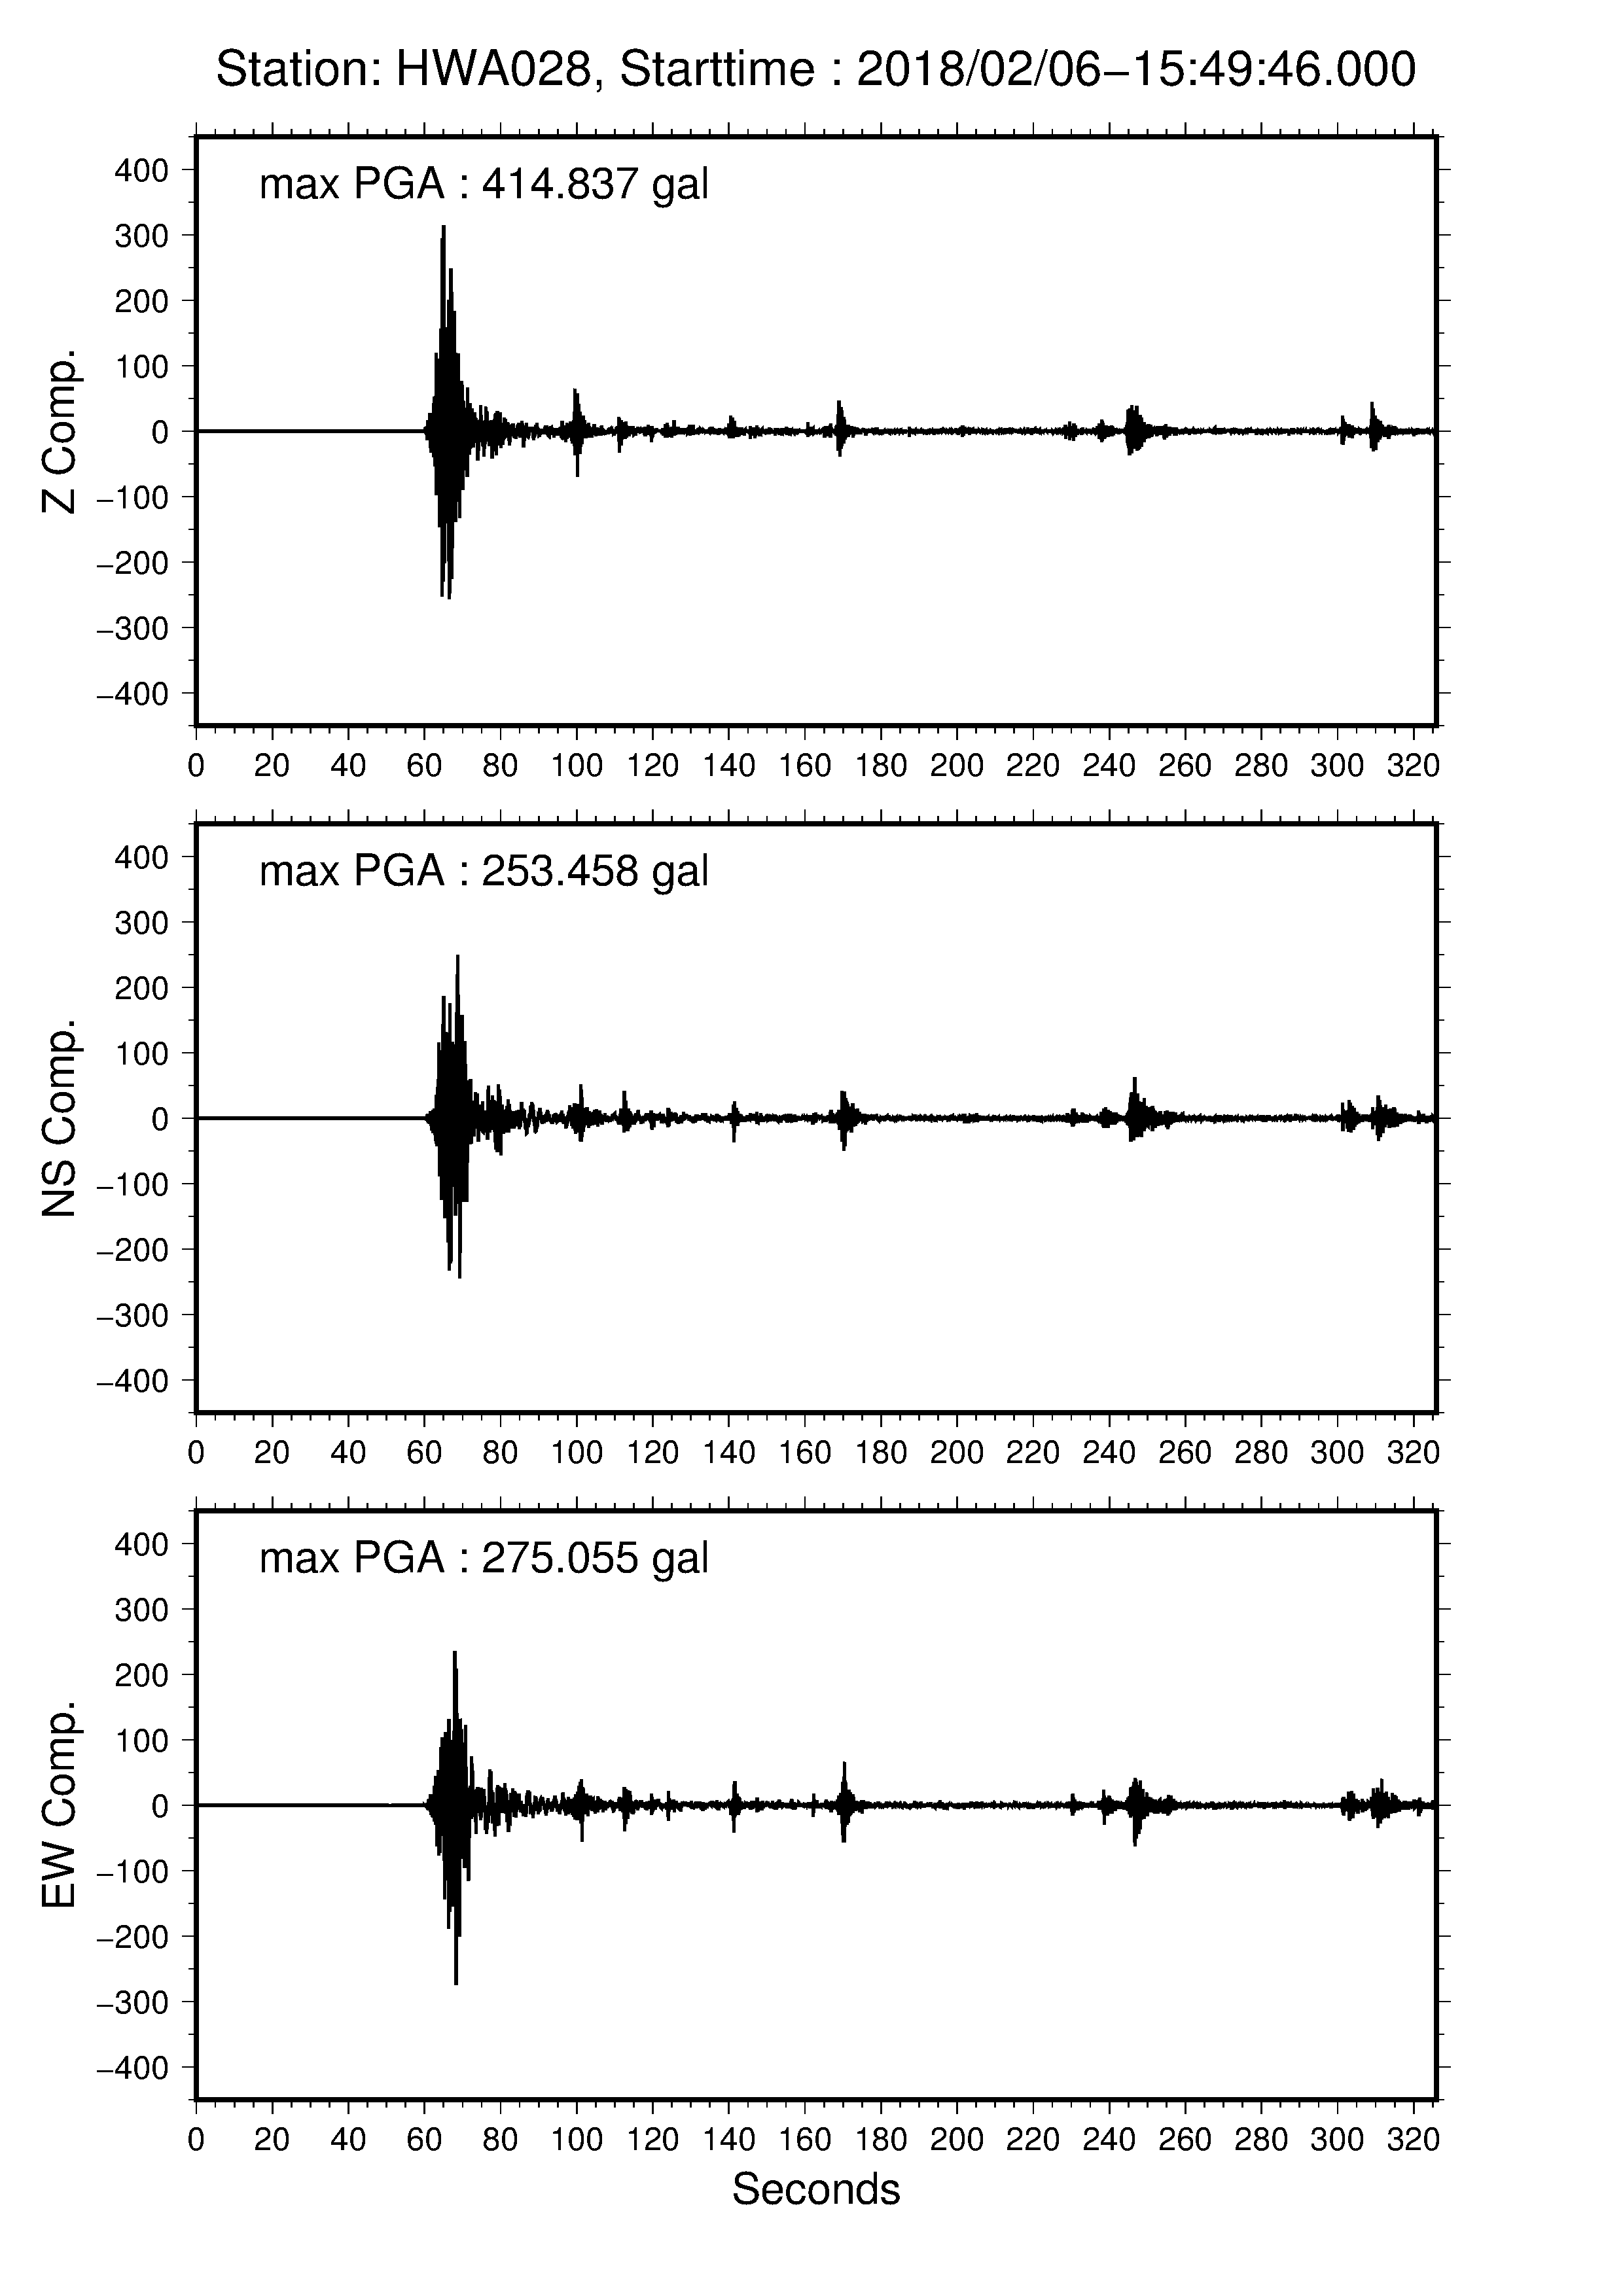 Station: HWA028, Starttime : 2018/02/06−15:49:46.000
max PGA : 414.837 gal
Z Comp.
400
300
200
100
0
−100
−200
−300
−400
0 20 40 60 80 100 120 140 160 180 200 220 240 260 280 300 320
max PGA : 253.458 gal
NS Comp.
400
300
200
100
0
−100
−200
−300
−400
0 20 40 60 80 100 120 140 160 180 200 220 240 260 280 300 320
max PGA : 275.055 gal
EW Comp.
400
300
200
100
0
−100
−200
−300
−400
0 20 40 60 80 100 120 140 160 180 200 220 240 260 280 300 320
Seconds